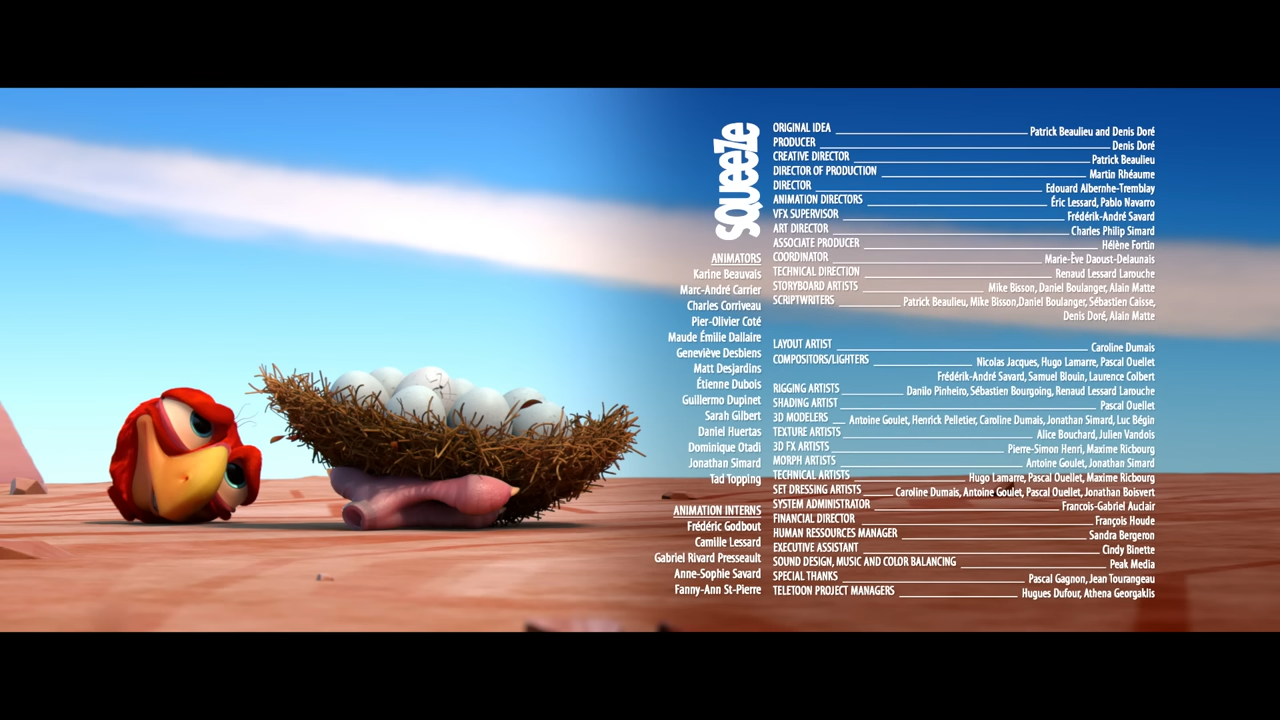 squeeze
ANIMATORS
Karine Beauvais
Marc-André Carrier
Charles Corriveau
Pier-Olivier Coté
Maude Émilie Dallaire
Geneviève Desbiens
Matt Desjardins
Étienne Dubois
Guillermo Dupinet
Sarah Gilbert
Daniel Huertas
Dominique Otadi
Jonathan Simard
Tad Topping
ANIMATION INTERNS
Frédéric Godbout
Camille Lessard
Gabriel Rivard Presseault
Anne-Sophie Savard
Fanny-Ann St-Pierre
ORIGINAL IDEA Patrick Beaulieu and Denis Doré
PRODUCER Denis Doré
CREATIVE DIRECTOR Patrick Beaulieu
DIRECTOR OF PRODUCTION Martin Rhéaume
DIRECTOR Edouard Albernhe-Tremblay
ANIMATION DIRECTORS Éric Lessard, Pablo Navarro
VFX SUPERVISOR Frédérik-André Savard
ART DIRECTOR Charles Philip Simard
ASSOCIATE PRODUCER Hélène Fortin
COORDINATOR Marie-Ève Daoust-Delaunais
TECHNICAL DIRECTION Renaud Lessard Larouche
STORYBOARD ARTISTS Mike Bisson, Daniel Boulanger, Alain Matte
SCRIPTWRITERS Patrick Beaulieu, Mike Bisson,Daniel Boulanger, Sébastien Caisse,
Denis Doré, Alain Matte
LAYOUT ARTIST Caroline Dumais
COMPOSITORS/LIGHTERS Nicolas Jacques, Hugo Lamarre, Pascal Ouellet
Frédérik-André Savard, Samuel Blouin, Laurence Colbert
RIGGING ARTISTS Danilo Pinheiro, Sébastien Bourgoing, Renaud Lessard Larouche
SHADING ARTIST Pascal Ouellet
3D MODELERS Antoine Goulet, Henrick Pelletier, Caroline Dumais, Jonathan Simard, Luc Bégin
TEXTURE ARTISTS Alice Bouchard, Julien Vandois
3D FX ARTISTS Pierre-Simon Henri, Maxime Ricbourg
MORPH ARTISTS Antoine Goulet, Jonathan Simard
TECHNICAL ARTISTS Hugo Lamarre, Pascal Ouellet, Maxime Ricbourg
SET DRESSING ARTISTS Caroline Dumais, Antoine Goulet, Pascal Ouellet, Jonathan Boisvert
SYSTEM ADMINISTRATOR Francois-Gabriel Auclair
FINANCIAL DIRECTOR François Houde
HUMAN RESSOURCES MANAGER Sandra Bergeron
EXECUTIVE ASSISTANT Cindy Binette
SOUND DESIGN, MUSIC AND COLOR BALANCING Peak Media
SPECIAL THANKS Pascal Gagnon, Jean Tourangeau
TELETOON PROJECT MANAGERS Hugues Dufour, Athena Georgaklis